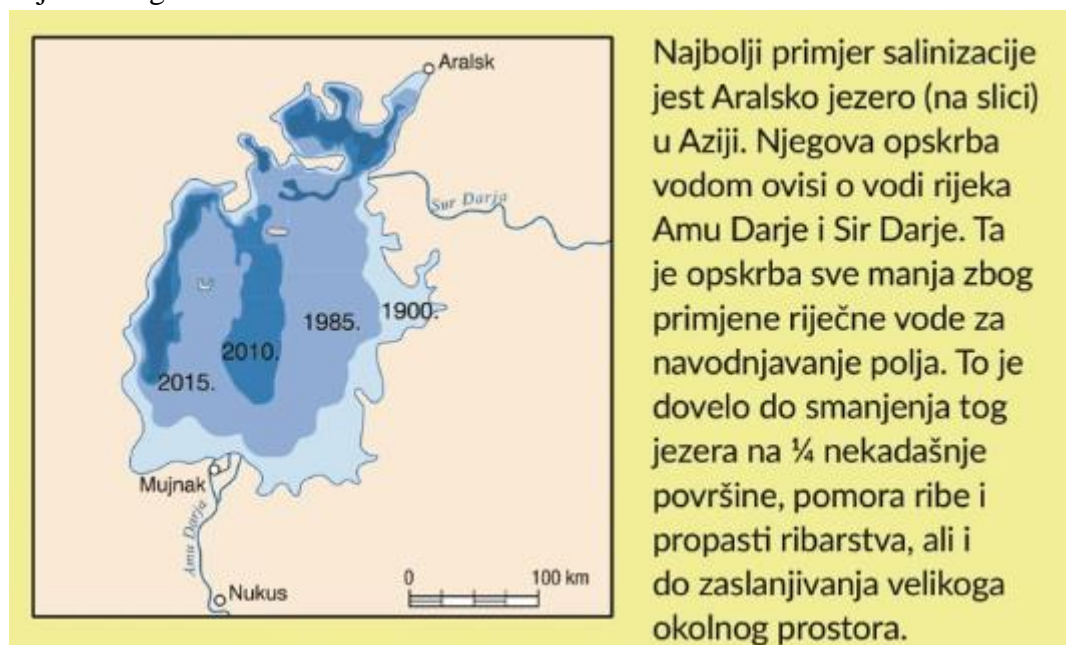 Aralsk
Sur Darja
1900.
1985.
2010.
2015.
Mujnak
Amu Darja
Nukus
0 100 km
Najbolji primjer salinizacije
jest Aralsko jezero (na slici)
u Aziji. Njegova opskrba
vodom ovisi o vodi rijeka
Amu Darje i Sir Darje. Ta
je opskrba sve manja zbog
primjene riječne vode za
navodnjavanje polja. To je
dovelo do smanjenja tog
jezera na ¼ nekadašnje
površine, pomora ribe i
propasti ribarstva, ali i
do zaslanjivanja velikoga
okolnog prostora.